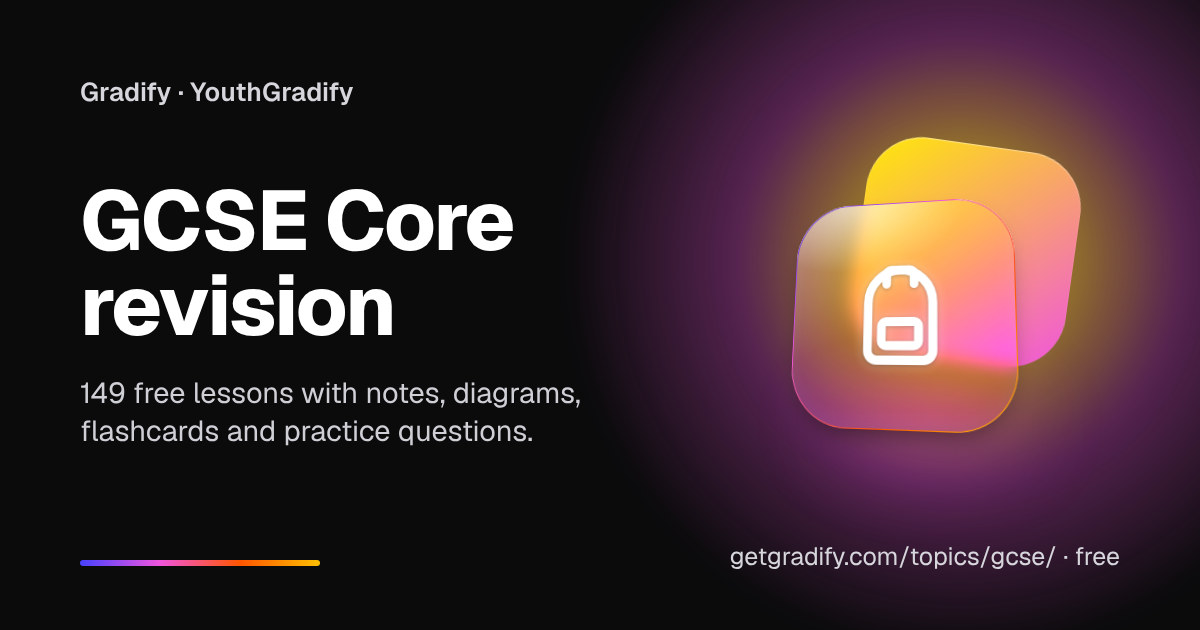 Gradify · YouthGradify
GCSE Core
revision
149 free lessons with notes, diagrams,
flashcards and practice questions.
getgradify.com/topics/gcse/ · free